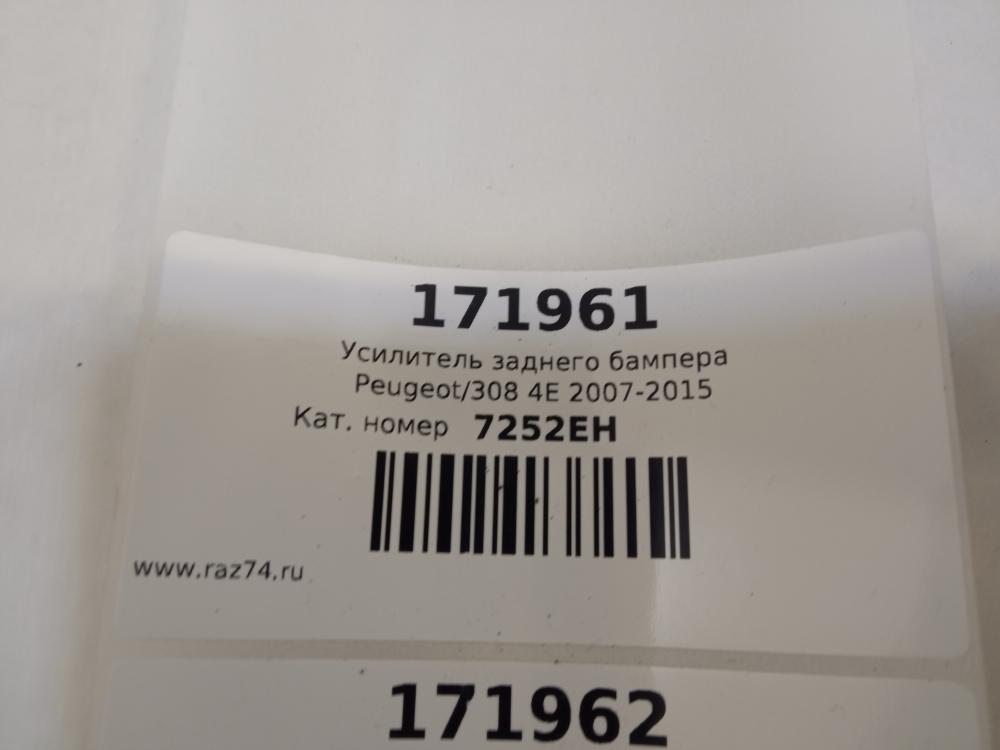 171961
Усилитель заднего бампера
Peugeot/308 4E 2007-2015
Кат. номер 7252EH
www.raz74.ru
171962